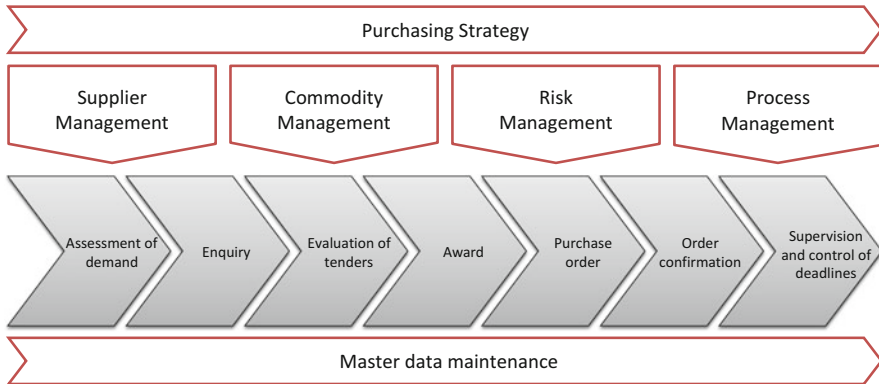 Purchasing Strategy
Supplier
Management
Commodity
Management
Risk
Management
Process
Management
Assessment of
demand
Enquiry
Evaluation of
tenders
Award
Purchase
order
Order
confirmation
Supervision
and control of
deadlines
Master data maintenance